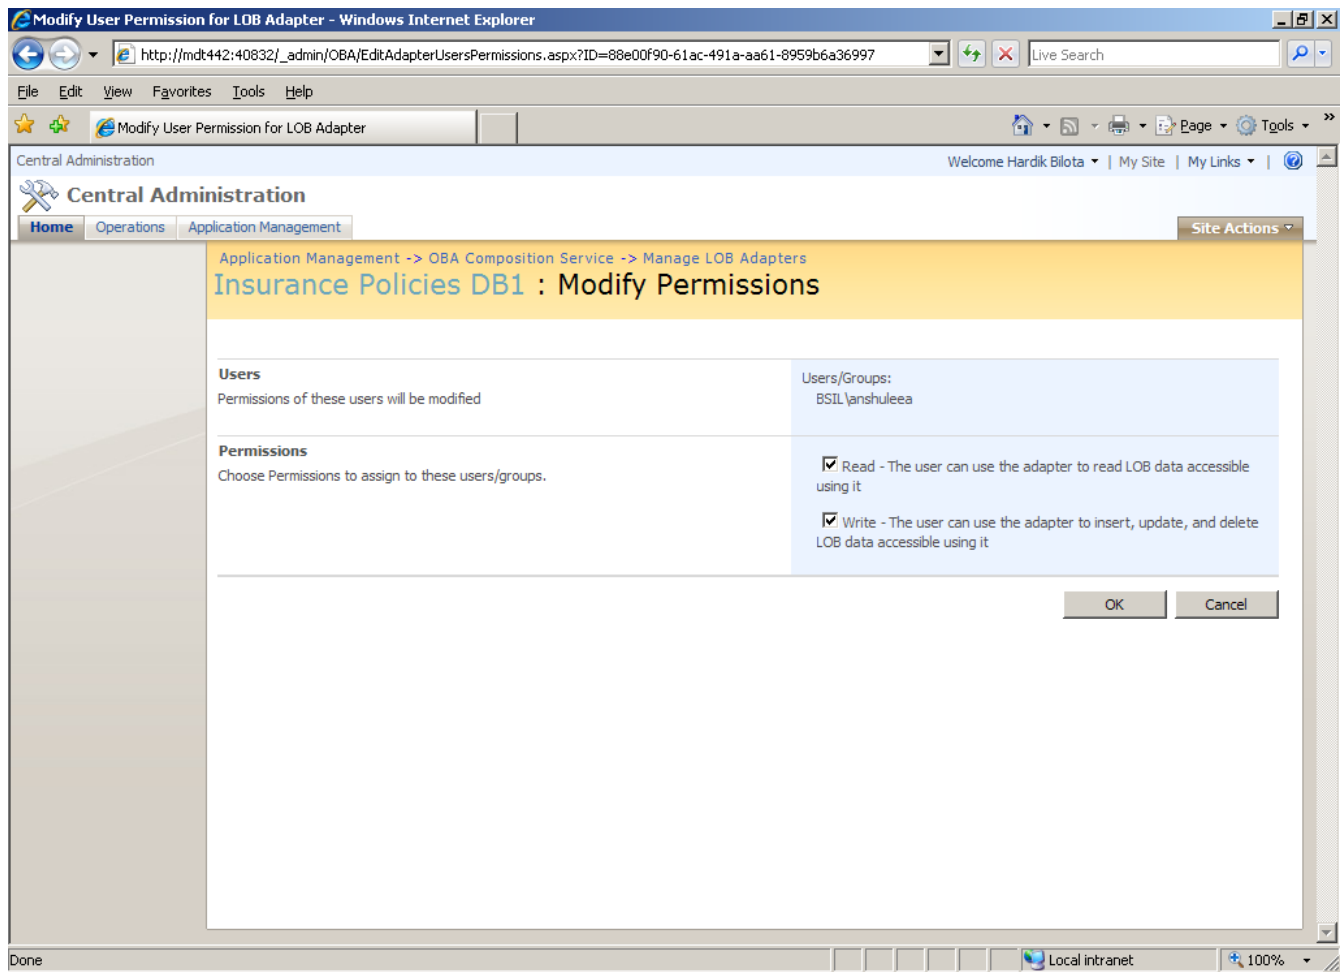 Modify User Permission for LOB Adapter - Windows Internet Explorer
http://mdt442:40832/_admin/OBA/EditAdapterUsersPermissions.aspx?ID=88e00f90-61ac-491a-aa61-8959b6a36997
Live Search
File Edit View Favorites Tools Help
Modify User Permission for LOB Adapter
Page Tools »
Central Administration
Welcome Hardik Bilota | My Site | My Links |
Central Administration
Home Operations Application Management
Site Actions
Application Management -> OBA Composition Service -> Manage LOB Adapters
Insurance Policies DB1 : Modify Permissions
Users
Permissions of these users will be modified
Users/Groups:
BSIL\anshuleea
Permissions
Choose Permissions to assign to these users/groups.
Read - The user can use the adapter to read LOB data accessible
using it
Write - The user can use the adapter to insert, update, and delete
LOB data accessible using it
OK Cancel
Done
Local intranet
100%